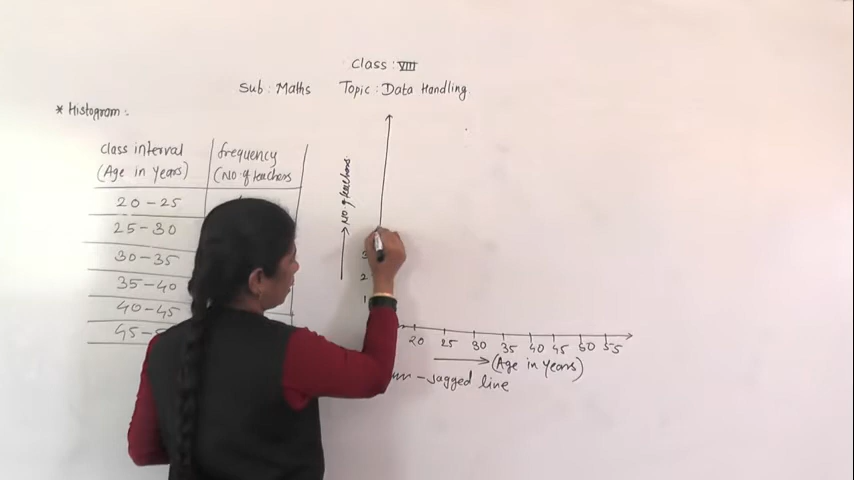 Class : VIII
Sub : Maths Topic : Data Handling
* Histogram :-
class interval frequency
(Age in Years) (No. of teachers
20 - 25
25 - 30
30 - 35
35 - 40
40 - 45
45 -
No. of teachers
3
2
1
20 25 30 35 40 45 50 55
(Age in Years)
- Jagged line